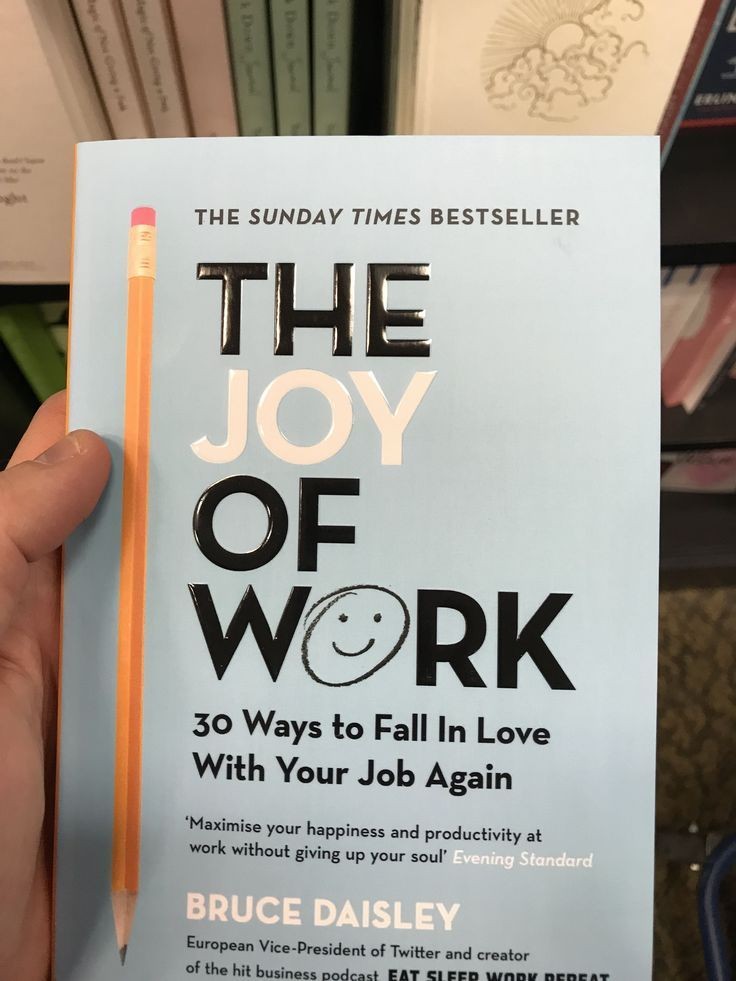 THE SUNDAY TIMES BESTSELLER
THE
JOY
OF
WORK
30 Ways to Fall In Love
With Your Job Again
'Maximise your happiness and productivity at
work without giving up your soul' Evening Standard
BRUCE DAISLEY
European Vice-President of Twitter and creator
of the hit business podcast EAT SLEEP WORK REPEAT